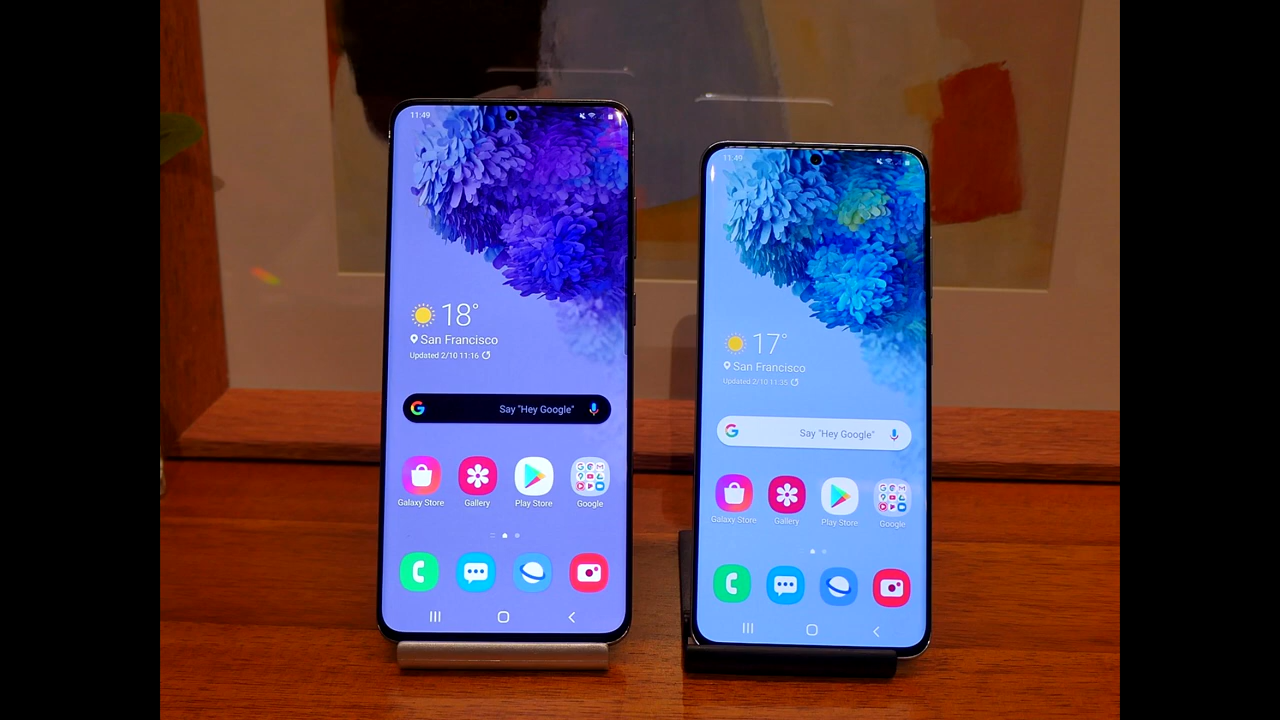 11:49
18°
San Francisco
Updated 2/10 11:16
Say "Hey Google"
Galaxy Store
Gallery
Play Store
Google
11:49
17°
San Francisco
Updated 2/10 11:35
Say "Hey Google"
Galaxy Store
Gallery
Play Store
Google